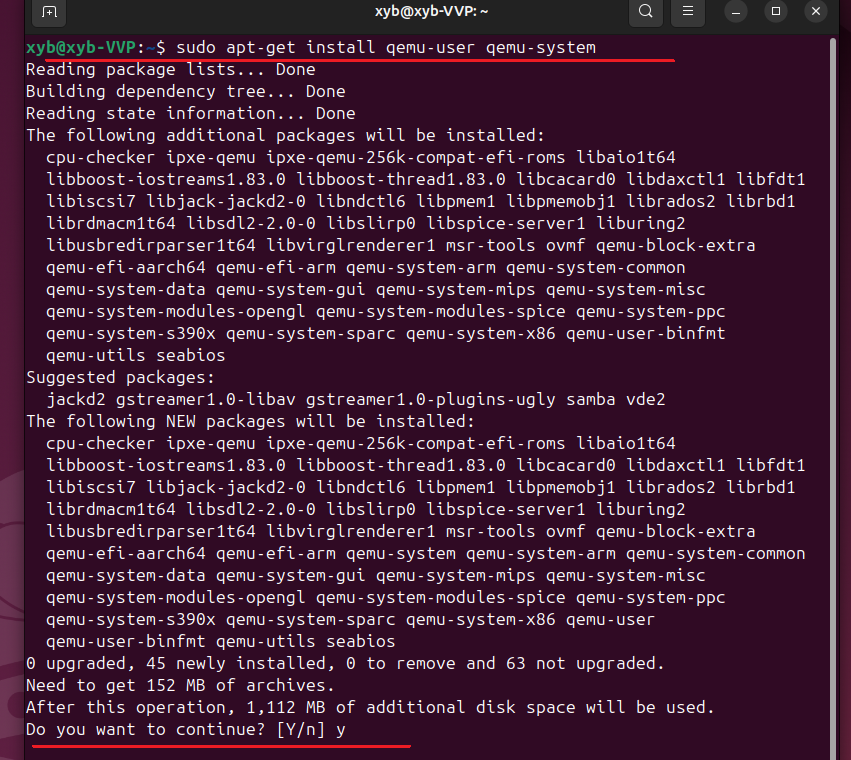 xyb@xyb-VVP: ~
xyb@xyb-VVP:~$ sudo apt-get install qemu-user qemu-system
Reading package lists... Done
Building dependency tree... Done
Reading state information... Done
The following additional packages will be installed:
cpu-checker ipxe-qemu ipxe-qemu-256k-compat-efi-roms libaio1t64
libboost-iostreams1.83.0 libboost-thread1.83.0 libcacard0 libdaxctl1 libfdt1
libiscsi7 libjack-jackd2-0 libndctl6 libpmem1 libpmemobj1 librados2 librbd1
librdmacm1t64 libsdl2-2.0-0 libslirp0 libspice-server1 liburing2
libusbredirparser1t64 libvirglrenderer1 msr-tools ovmf qemu-block-extra
qemu-efi-aarch64 qemu-efi-arm qemu-system-arm qemu-system-common
qemu-system-data qemu-system-gui qemu-system-mips qemu-system-misc
qemu-system-modules-opengl qemu-system-modules-spice qemu-system-ppc
qemu-system-s390x qemu-system-sparc qemu-system-x86 qemu-user-binfmt
qemu-utils seabios
Suggested packages:
jackd2 gstreamer1.0-libav gstreamer1.0-plugins-ugly samba vde2
The following NEW packages will be installed:
cpu-checker ipxe-qemu ipxe-qemu-256k-compat-efi-roms libaio1t64
libboost-iostreams1.83.0 libboost-thread1.83.0 libcacard0 libdaxctl1 libfdt1
libiscsi7 libjack-jackd2-0 libndctl6 libpmem1 libpmemobj1 librados2 librbd1
librdmacm1t64 libsdl2-2.0-0 libslirp0 libspice-server1 liburing2
libusbredirparser1t64 libvirglrenderer1 msr-tools ovmf qemu-block-extra
qemu-efi-aarch64 qemu-efi-arm qemu-system qemu-system-arm qemu-system-common
qemu-system-data qemu-system-gui qemu-system-mips qemu-system-misc
qemu-system-modules-opengl qemu-system-modules-spice qemu-system-ppc
qemu-system-s390x qemu-system-sparc qemu-system-x86 qemu-user
qemu-user-binfmt qemu-utils seabios
0 upgraded, 45 newly installed, 0 to remove and 63 not upgraded.
Need to get 152 MB of archives.
After this operation, 1,112 MB of additional disk space will be used.
Do you want to continue? [Y/n] y